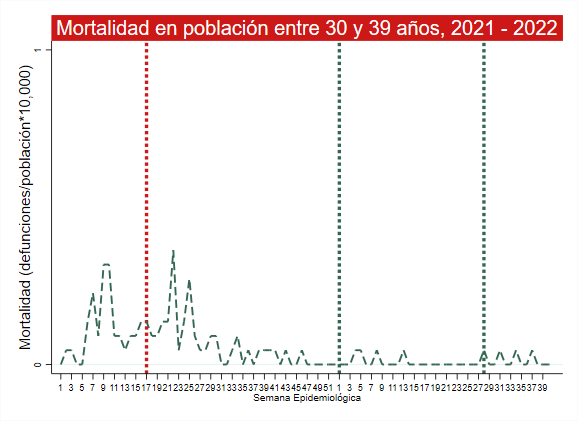 Mortalidad en población entre 30 y 39 años, 2021 - 2022
Mortalidad (defunciones/población*10,000)
1
0
1 3 5 7 9 11 13 15 17 19 21 23 25 27 29 31 33 35 37 39 41 43 45 47 49 51 1 3 5 7 9 11 13 15 17 19 21 23 25 27 29 31 33 35 37 39
Semana Epidemiológica